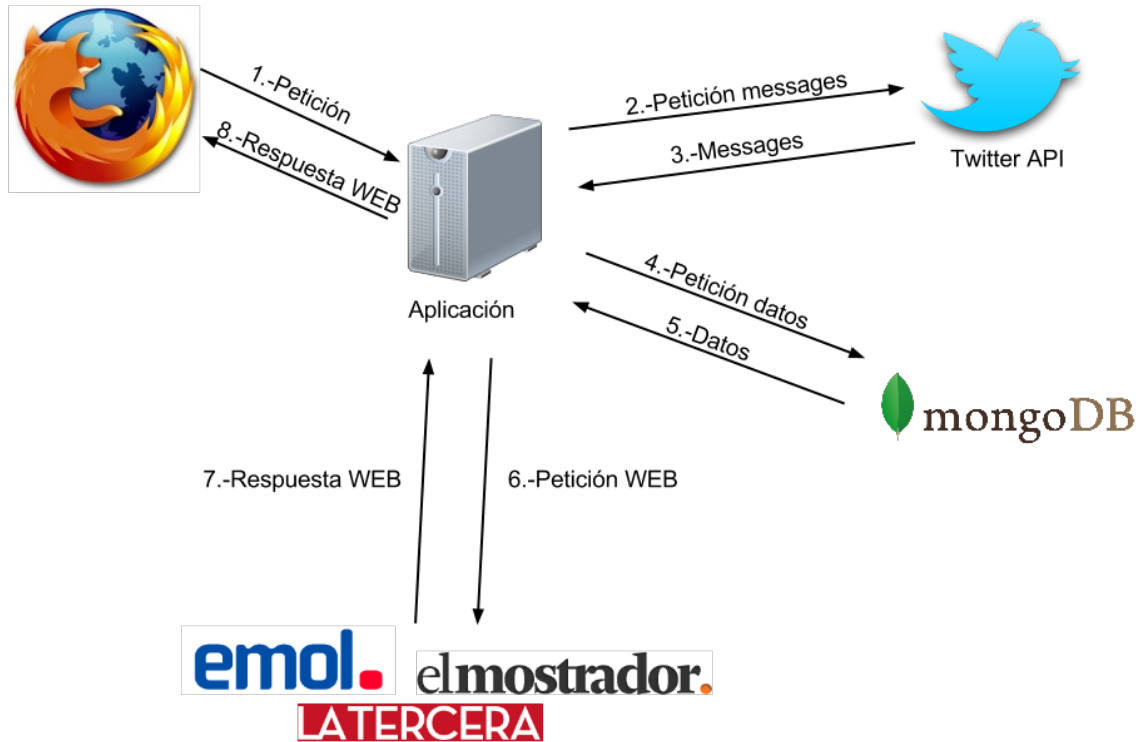 1.-Petición
8.-Respuesta WEB
2.-Petición messages
3.-Messages
Twitter API
Aplicación
4.-Petición datos
5.-Datos
mongoDB
7.-Respuesta WEB
6.-Petición WEB
emol.
elmostrador.
LATERCERA